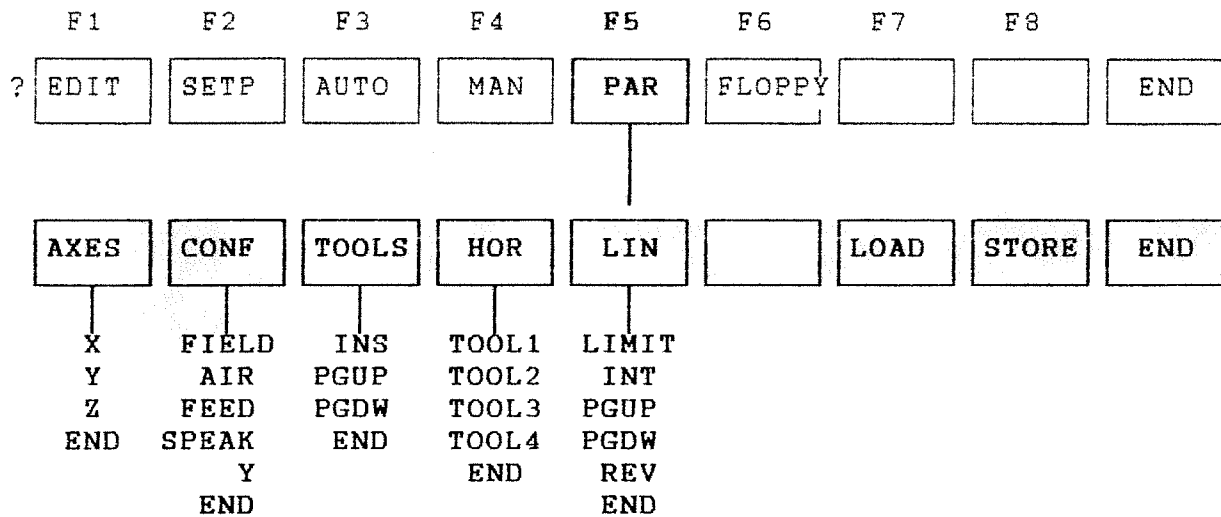 F1 F2 F3 F4 F5 F6 F7 F8
? EDIT SETP AUTO MAN PAR FLOPPY END
AXES CONF TOOLS HOR LIN LOAD STORE END
X FIELD INS TOOL1 LIMIT
Y AIR PGUP TOOL2 INT
Z FEED PGDW TOOL3 PGUP
END SPEAK END TOOL4 PGDW
Y END REV
END END